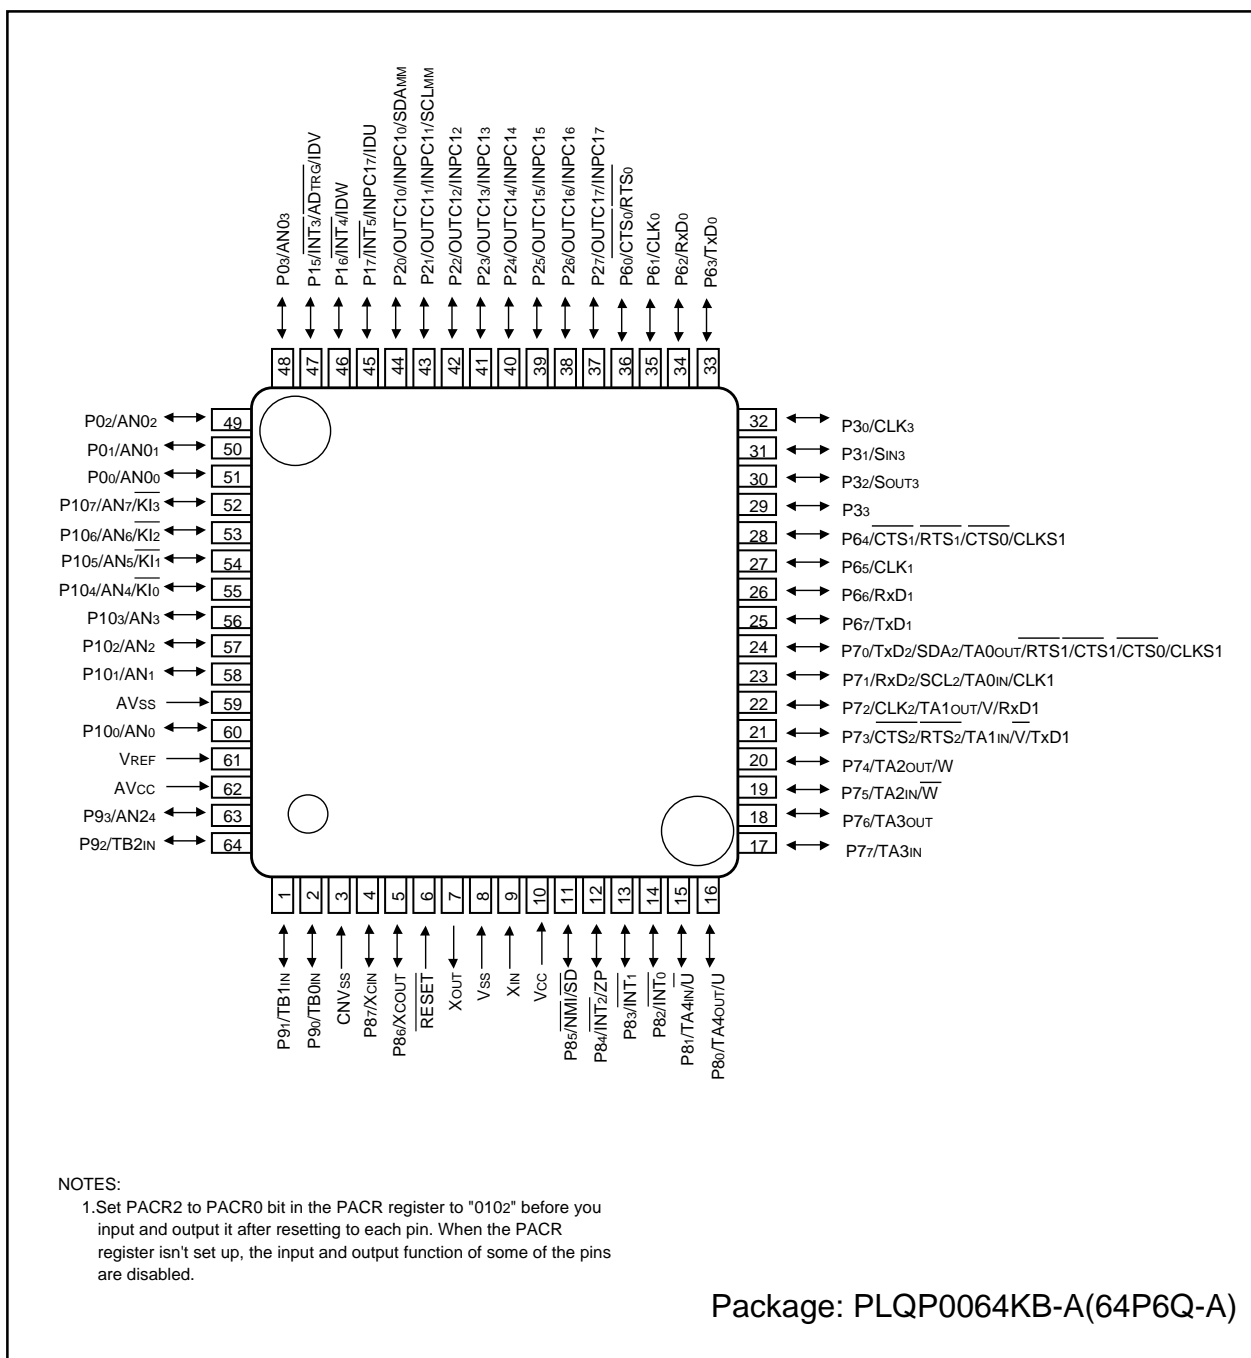 P03/AN03
P15/INT3/ADTRG/IDV
P16/INT4/IDW
P17/INT5/INPC17/IDU
P20/OUTC10/INPC10/SDAMM
P21/OUTC11/INPC11/SCLMM
P22/OUTC12/INPC12
P23/OUTC13/INPC13
P24/OUTC14/INPC14
P25/OUTC15/INPC15
P26/OUTC16/INPC16
P27/OUTC17/INPC17
P60/CTS0/RTS0
P61/CLK0
P62/RxD0
P63/TxD0
48 47 46 45 44 43 42 41 40 39 38 37 36 35 34 33
P02/AN02 49
P01/AN01 50
P00/AN00 51
P107/AN7/KI3 52
P106/AN6/KI2 53
P105/AN5/KI1 54
P104/AN4/KI0 55
P103/AN3 56
P102/AN2 57
P101/AN1 58
AVSS 59
P100/AN0 60
VREF 61
AVCC 62
P93/AN24 63
P92/TB2IN 64
32 P30/CLK3
31 P31/SIN3
30 P32/SOUT3
29 P33
28 P64/CTS1/RTS1/CTS0/CLKS1
27 P65/CLK1
26 P66/RxD1
25 P67/TxD1
24 P70/TxD2/SDA2/TA0OUT/RTS1/CTS1/CTS0/CLKS1
23 P71/RxD2/SCL2/TA0IN/CLK1
22 P72/CLK2/TA1OUT/V/RxD1
21 P73/CTS2/RTS2/TA1IN/V/TxD1
20 P74/TA2OUT/W
19 P75/TA2IN/W
18 P76/TA3OUT
17 P77/TA3IN
1 2 3 4 5 6 7 8 9 10 11 12 13 14 15 16
P91/TB1IN
P90/TB0IN
CNVSS
P87/XCIN
P86/XCOUT
RESET
XOUT
VSS
XIN
VCC
P85/NMI/SD
P84/INT2/ZP
P83/INT1
P82/INT0
P81/TA4IN/U
P80/TA4OUT/U
NOTES:
1.Set PACR2 to PACR0 bit in the PACR register to "0102" before you
input and output it after resetting to each pin. When the PACR
register isn't set up, the input and output function of some of the pins
are disabled.
Package: PLQP0064KB-A(64P6Q-A)